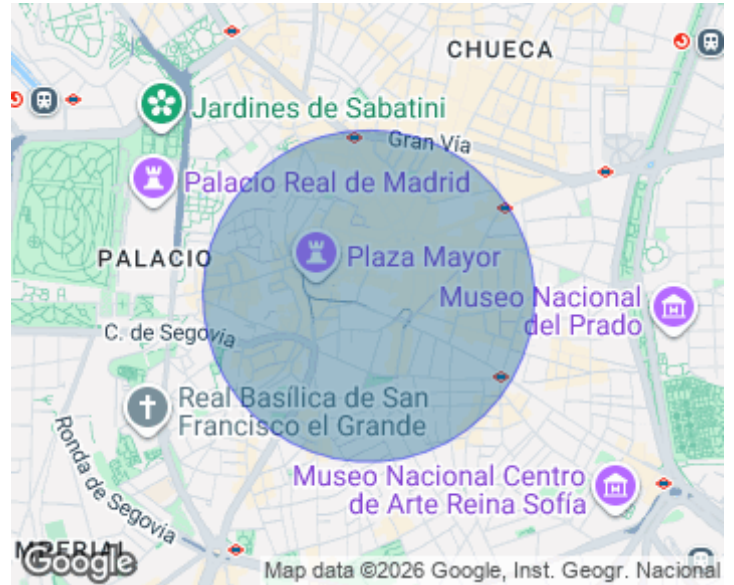 CHUECA
Jardines de Sabatini
Gran Vía
Palacio Real de Madrid
PALACIO
Plaza Mayor
Museo Nacional
del Prado
C. de Segovia
Real Basílica de San
Francisco el Grande
Ronda de Segovia
Museo Nacional Centro
de Arte Reina Sofía
Google
Map data ©2026 Google, Inst. Geogr. Nacional